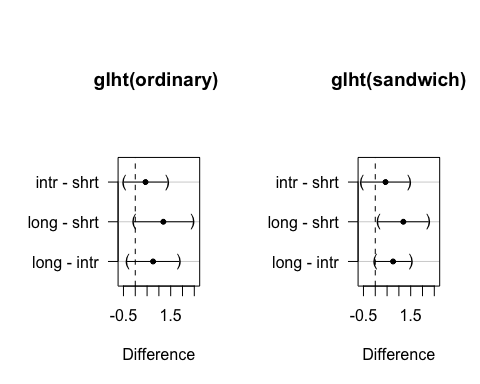 glht(ordinary)
intr - shrt
long - shrt
long - intr
-0.5 1.5
Difference
glht(sandwich)
intr - shrt
long - shrt
long - intr
-0.5 1.5
Difference